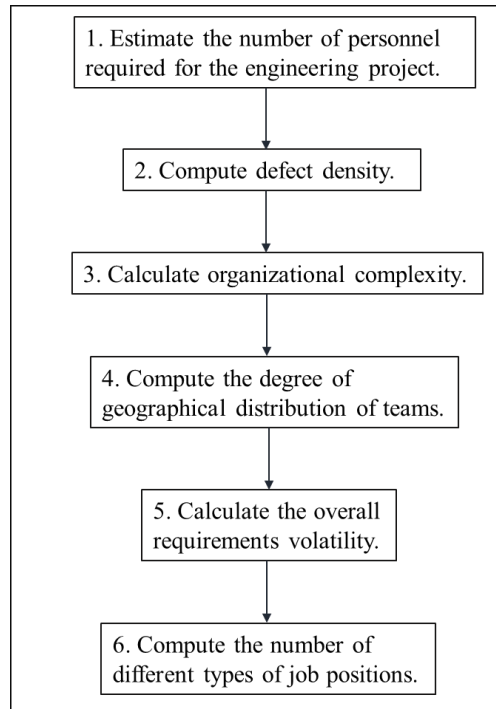 1. Estimate the number of personnel
required for the engineering project.
2. Compute defect density.
3. Calculate organizational complexity.
4. Compute the degree of
geographical distribution of teams.
5. Calculate the overall
requirements volatility.
6. Compute the number of
different types of job positions.